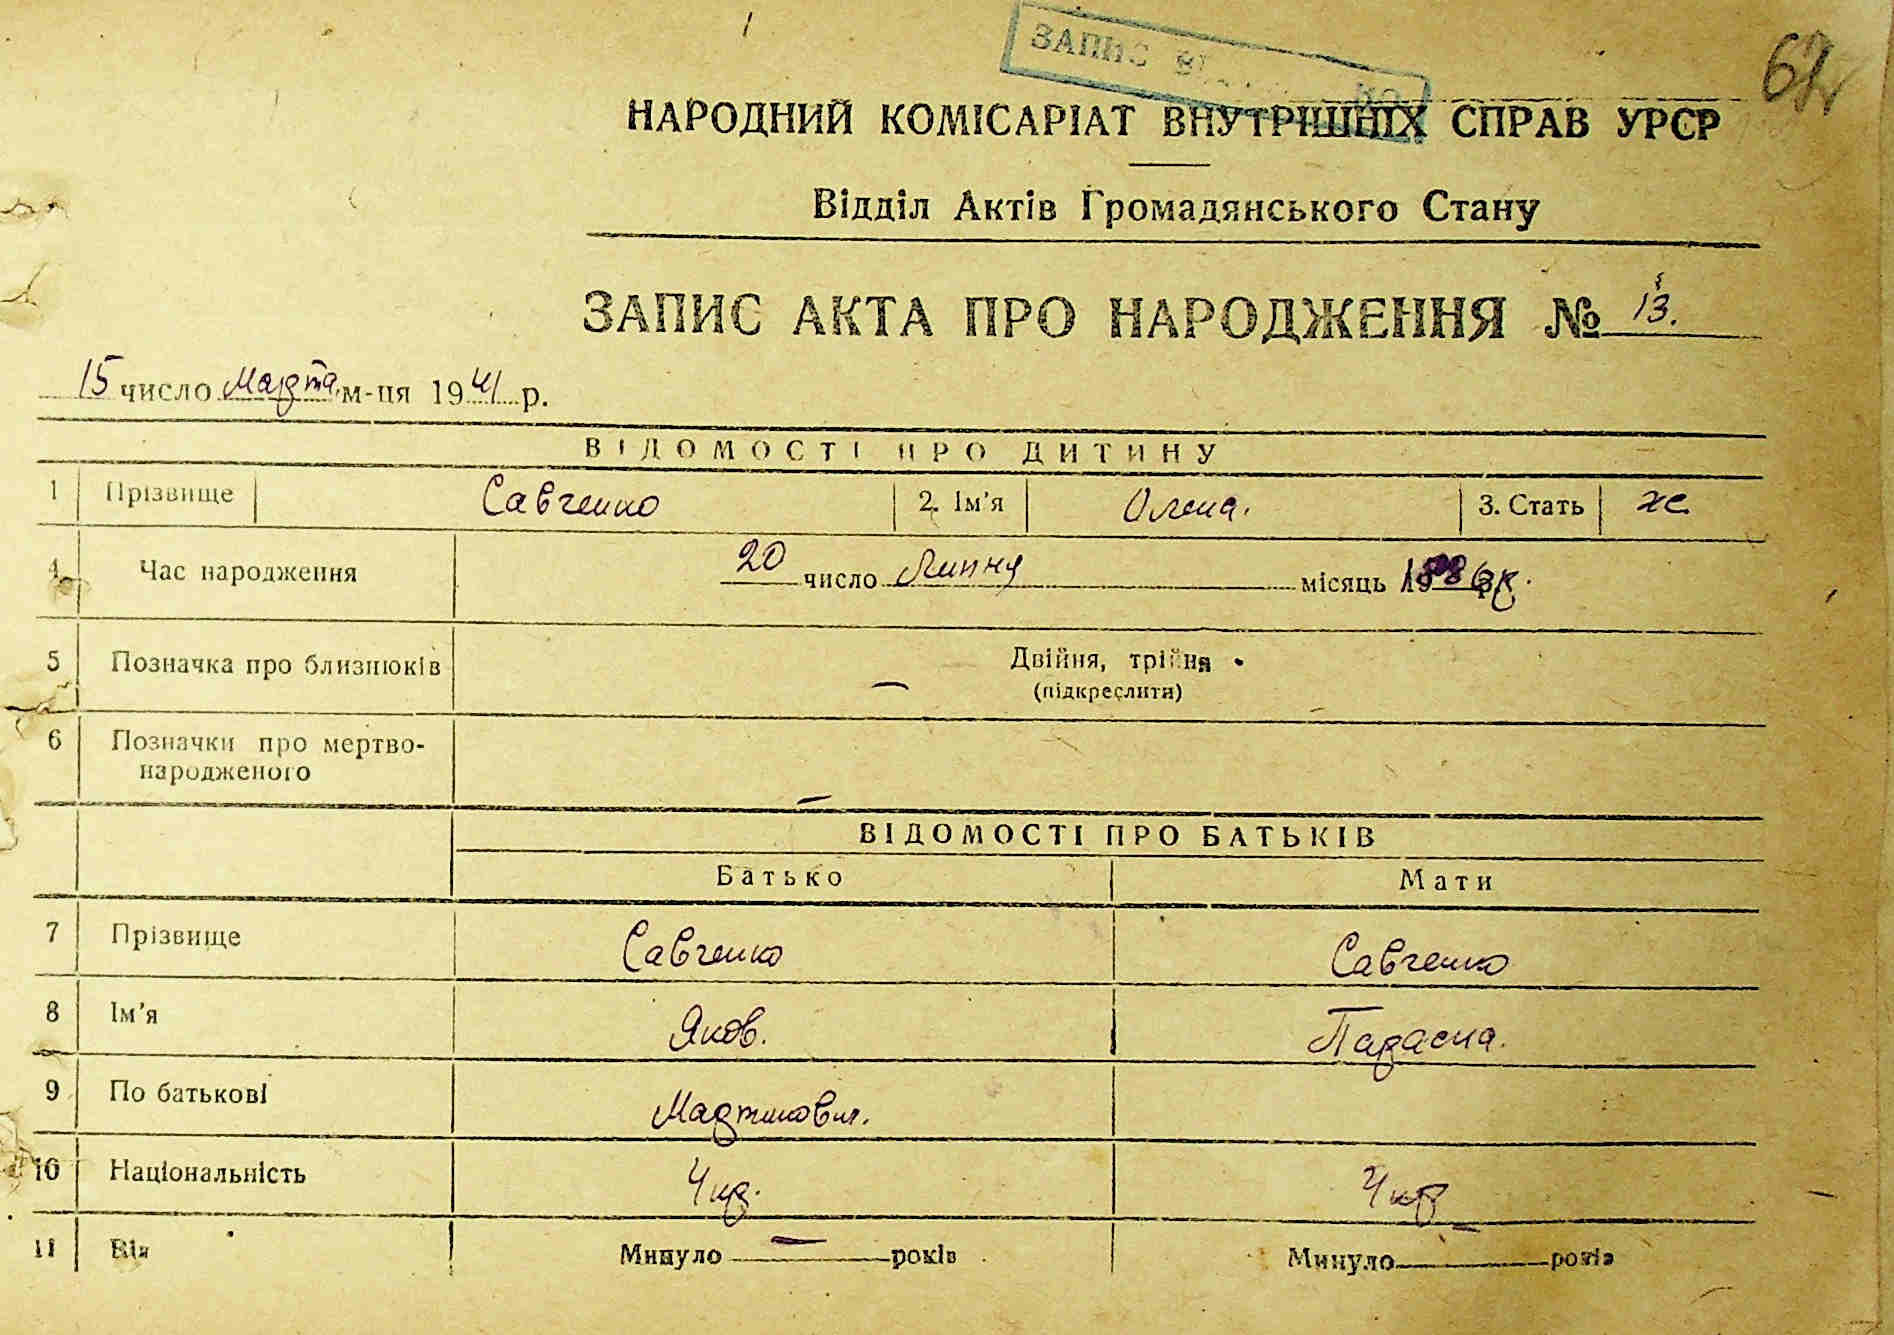 ЗАПИС
67
НАРОДНИЙ КОМІСАРІАТ ВНУТРІШНІХ СПРАВ УРСР
Відділ Актів Громадянського Стану
ЗАПИС АКТА ПРО НАРОДЖЕННЯ № 13.
15 число Марта м-ця 1941 р.
ВІДОМОСТІ ПРО ДИТИНУ
1 Прізвище Савченко 2. Ім'я Олена. 3. Стать ж
4 Час народження 20 число Липня місяць
5 Позначка про близнюків Двійня, трійня
(підкреслити) —
6 Позначки про мертво-
народженого —
ВІДОМОСТІ ПРО БАТЬКІВ
Батько Мати
7 Прізвище Савченко Савченко
8 Ім'я Яков. Параска.
9 По батькові Мартинович.
10 Національність Укр. Укр
11 Вік Минуло — років Минуло — років